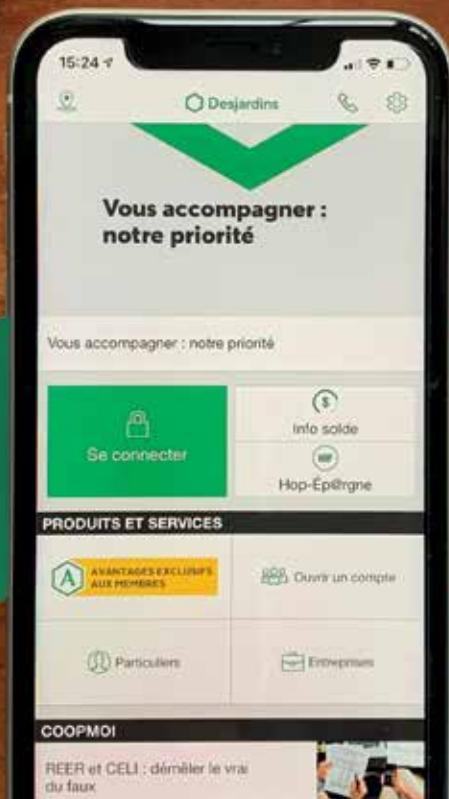 15:24
Desjardins
Vous accompagner :
notre priorité
Vous accompagner : notre priorité
Se connecter
$
Info solde
HOP
Hop-Ép@rgne
PRODUITS ET SERVICES
A
AVANTAGES EXCLUSIFS
AUX MEMBRES
Ouvrir un compte
Particuliers
Entreprises
COOPMOI
REER et CELI : démêler le vrai
du faux